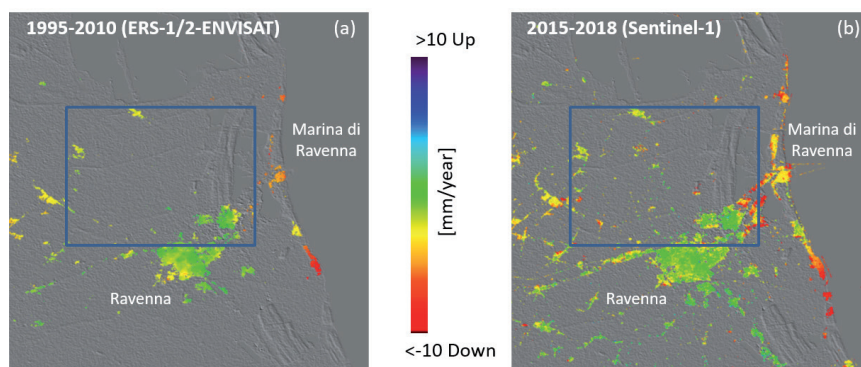 1995-2010 (ERS-1/2-ENVISAT)
(a)
Marina di
Ravenna
Ravenna
>10 Up
[mm/year]
<-10 Down
2015-2018 (Sentinel-1)
(b)
Marina di
Ravenna
Ravenna